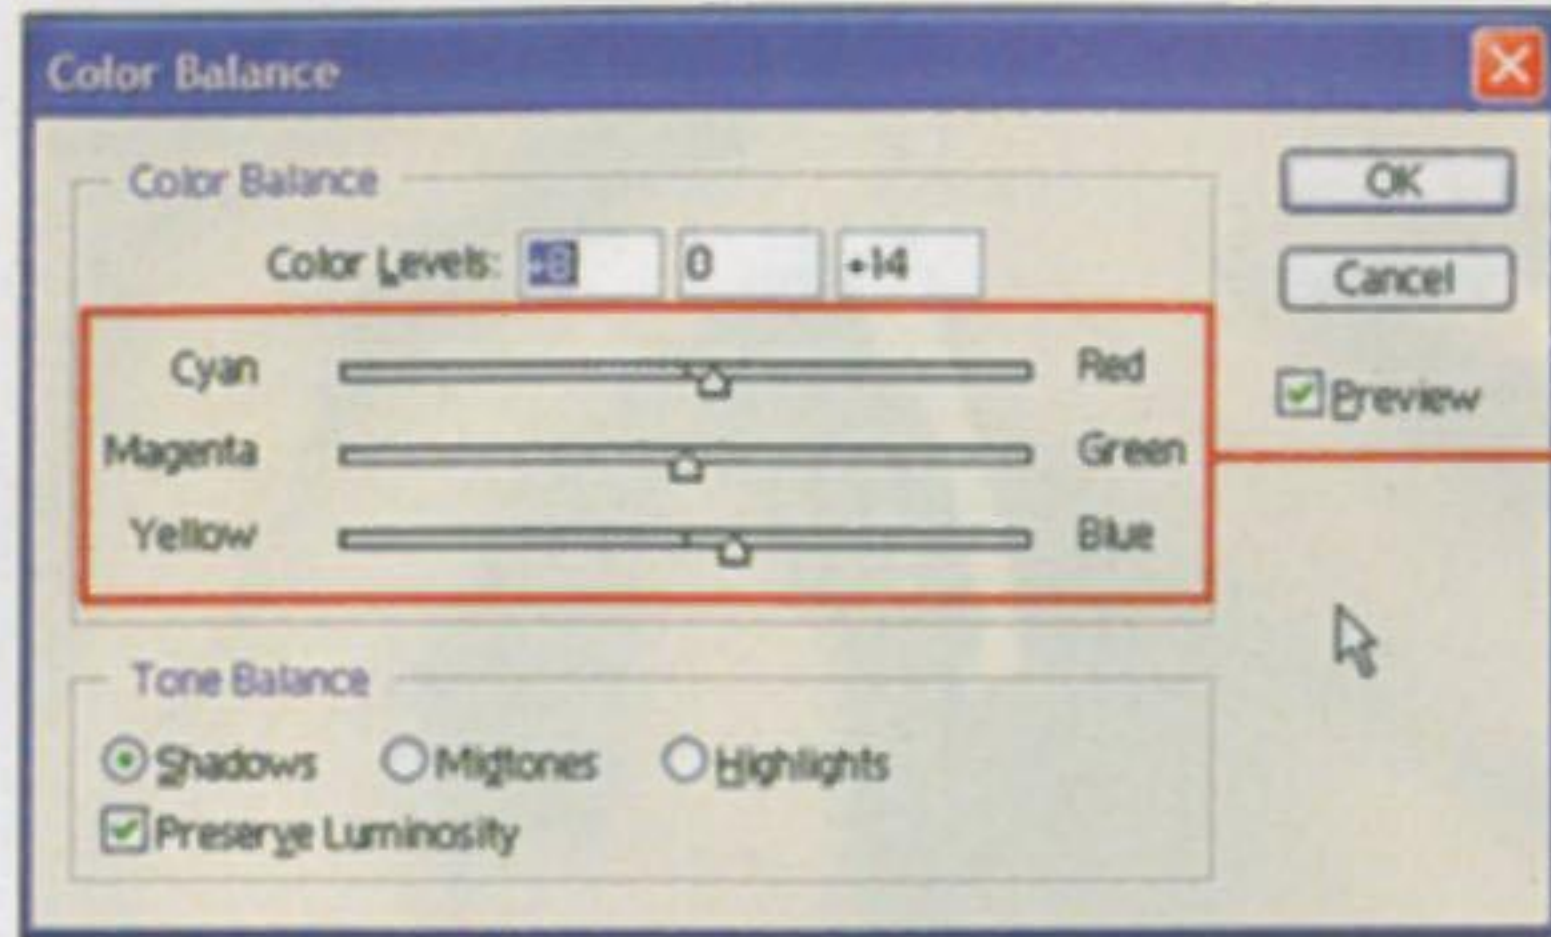 Color Balance
Color Balance
Color Levels: +8 0 +14
Cyan Red
Magenta Green
Yellow Blue
OK
Cancel
Preview
Tone Balance
Shadows Midtones Highlights
Preserve Luminosity